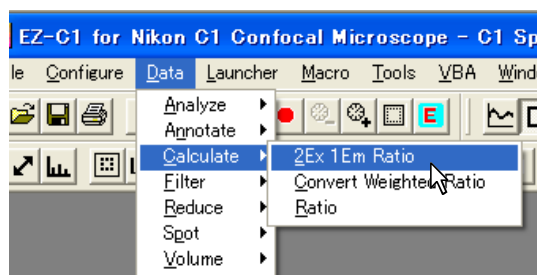 EZ-C1 for Nikon C1 Confocal Microscope - C1 Sp
le Configure Data Launcher Macro Tools VBA Wind
Analyze
Annotate
E
Calculate
2Ex 1Em Ratio
Filter
Convert Weighted Ratio
Reduce
Ratio
Spot
Volume